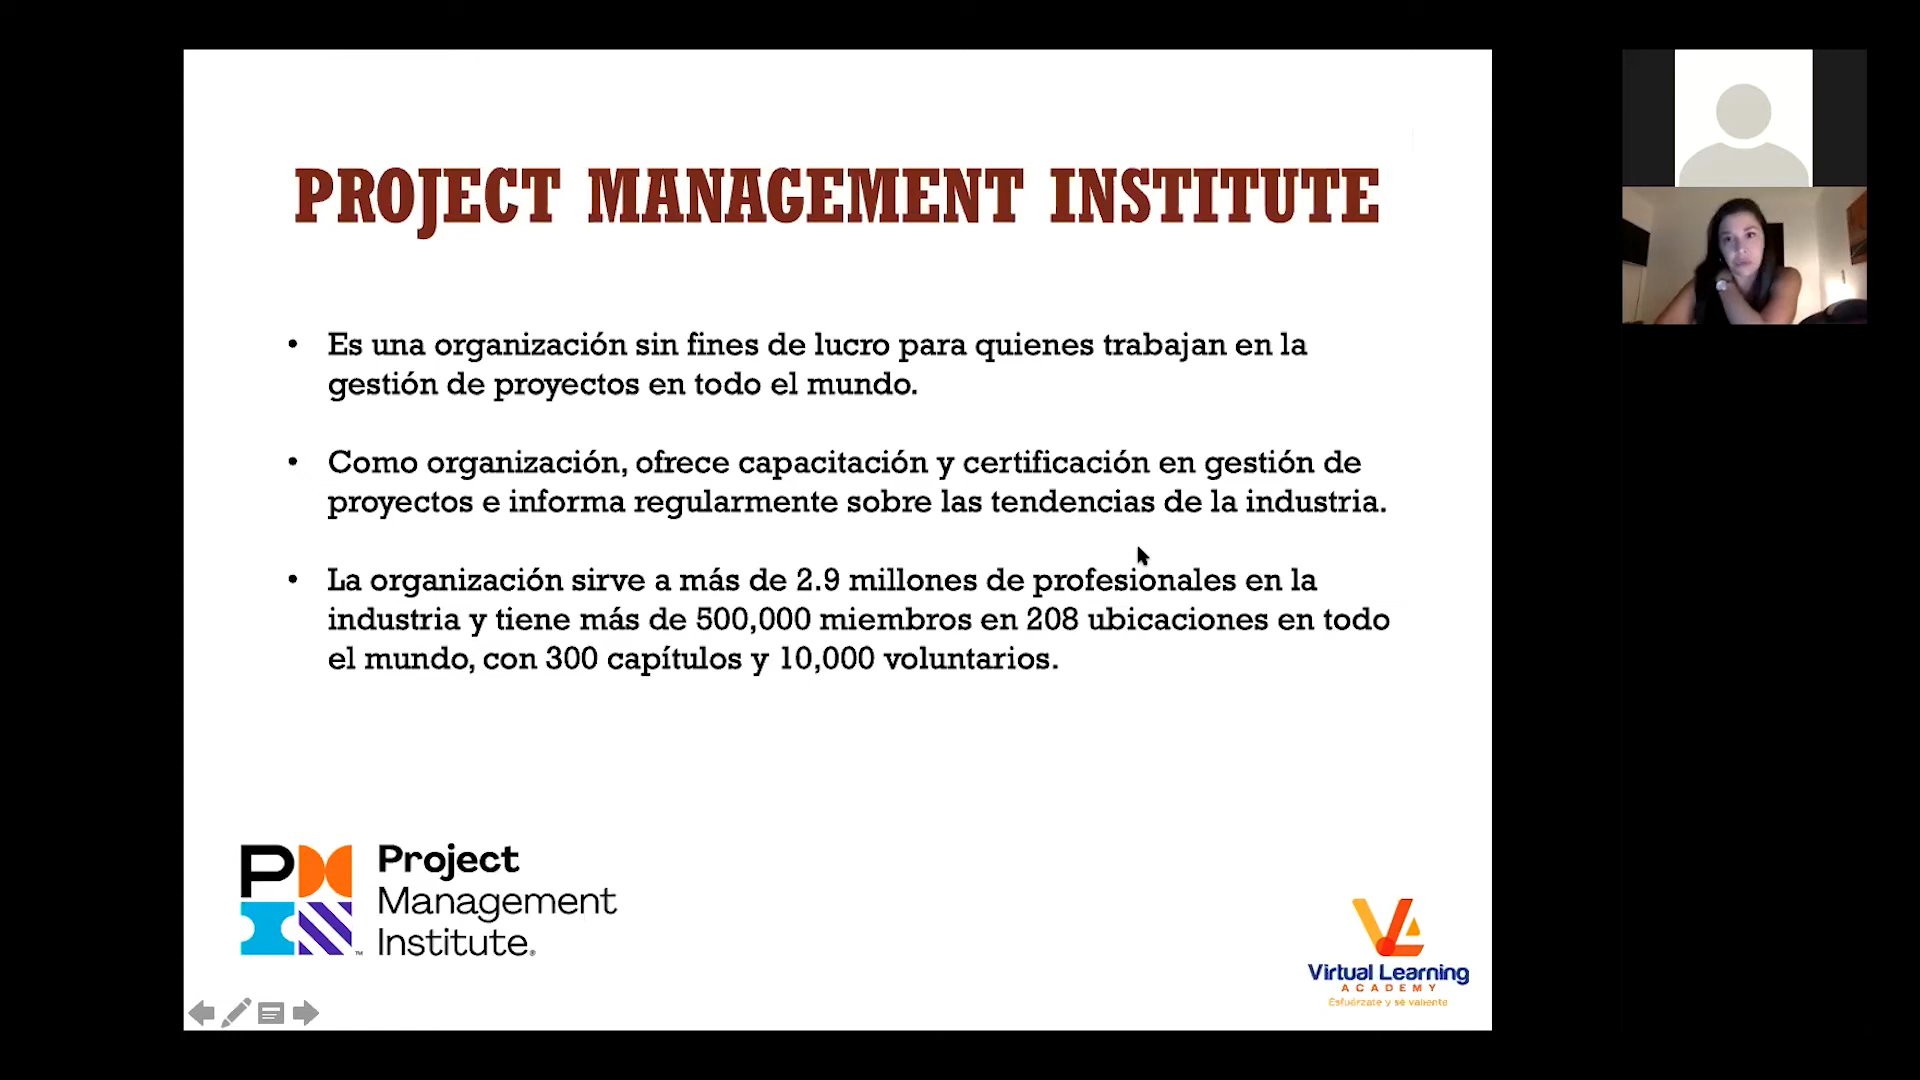 PROJECT MANAGEMENT INSTITUTE
• Es una organización sin fines de lucro para quienes trabajan en la
gestión de proyectos en todo el mundo.
• Como organización, ofrece capacitación y certificación en gestión de
proyectos e informa regularmente sobre las tendencias de la industria.
• La organización sirve a más de 2.9 millones de profesionales en la
industria y tiene más de 500,000 miembros en 208 ubicaciones en todo
el mundo, con 300 capítulos y 10,000 voluntarios.
Project
Management
Institute®
™
VA
Virtual Learning
ACADEMY
Esfuérzate y sé valiente